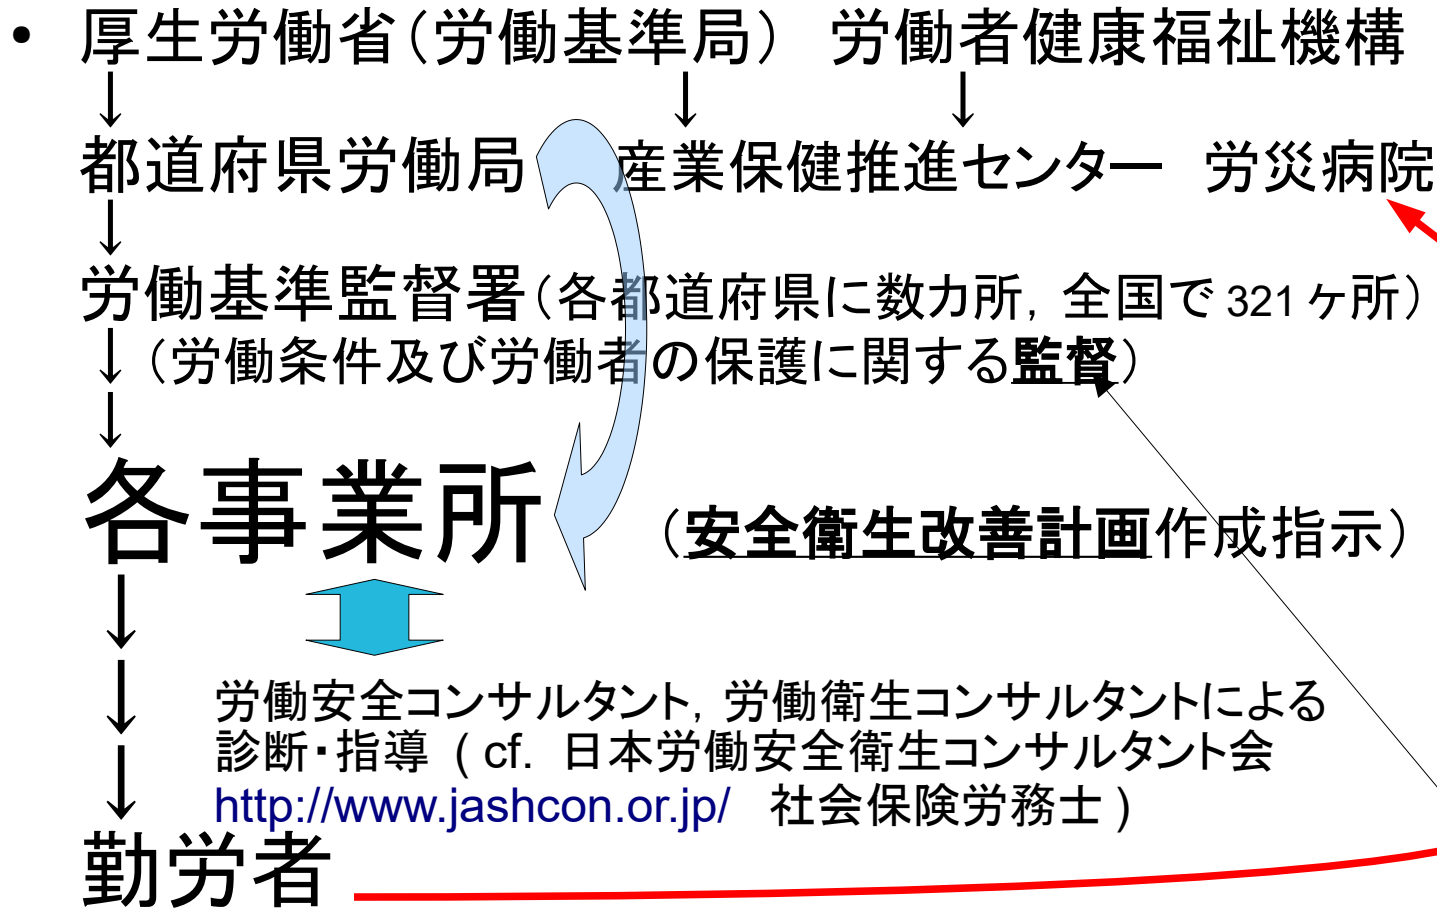 • 厚生労働省（労働基準局） 労働者健康福祉機構
↓ ↓ ↓
都道府県労働局 産業保健推進センター 労災病院
↓
労働基準監督署（各都道府県に数カ所，全国で321ヶ所）
↓（労働条件及び労働者の保護に関する監督）
↓
各事業所 （安全衛生改善計画作成指示）
↓
↓
労働安全コンサルタント，労働衛生コンサルタントによる
診断・指導 (cf. 日本労働安全衛生コンサルタント会
↓
http://www.jashcon.or.jp/ 社会保険労務士)
勤労者